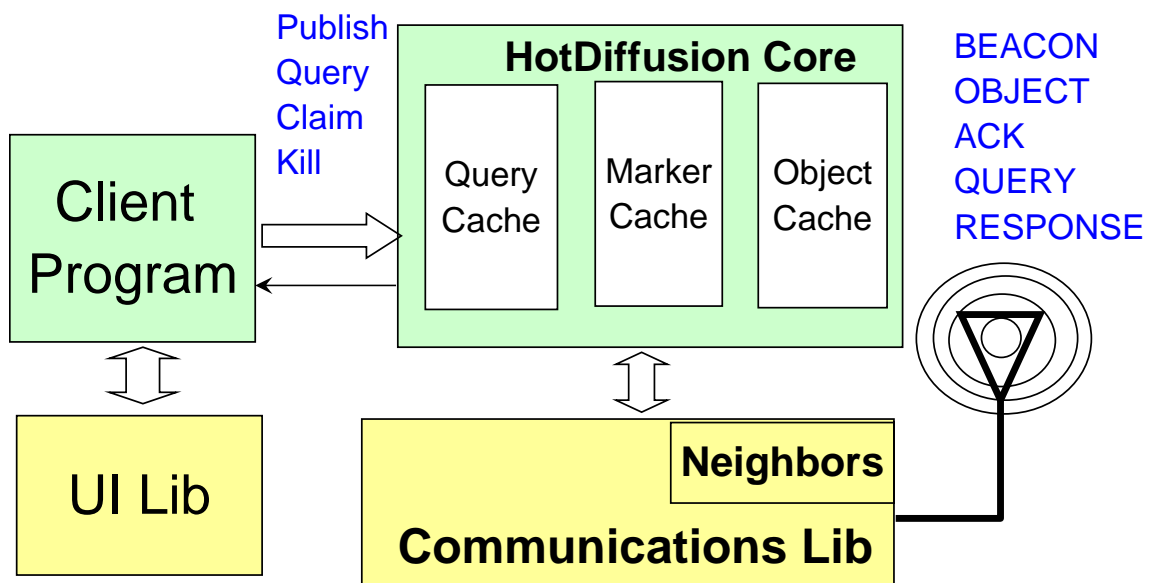 Publish
Query
Claim
Kill
HotDiffusion Core
Query
Cache
Marker
Cache
Object
Cache
BEACON
OBJECT
ACK
QUERY
RESPONSE
Client
Program
UI Lib
Neighbors
Communications Lib